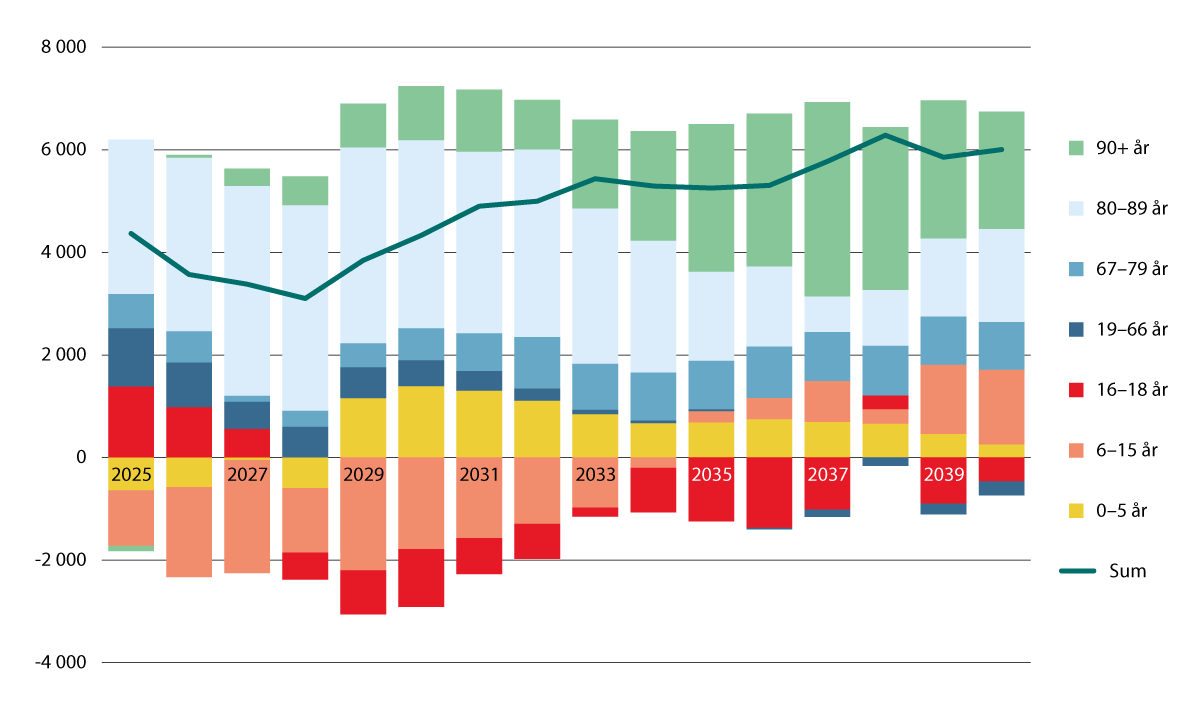 8 000
6 000
4 000
2 000
0
-2 000
-4 000
2025
2027
2029
2031
2033
2035
2037
2039
90+ år
80–89 år
67–79 år
19–66 år
16–18 år
6–15 år
0–5 år
Sum